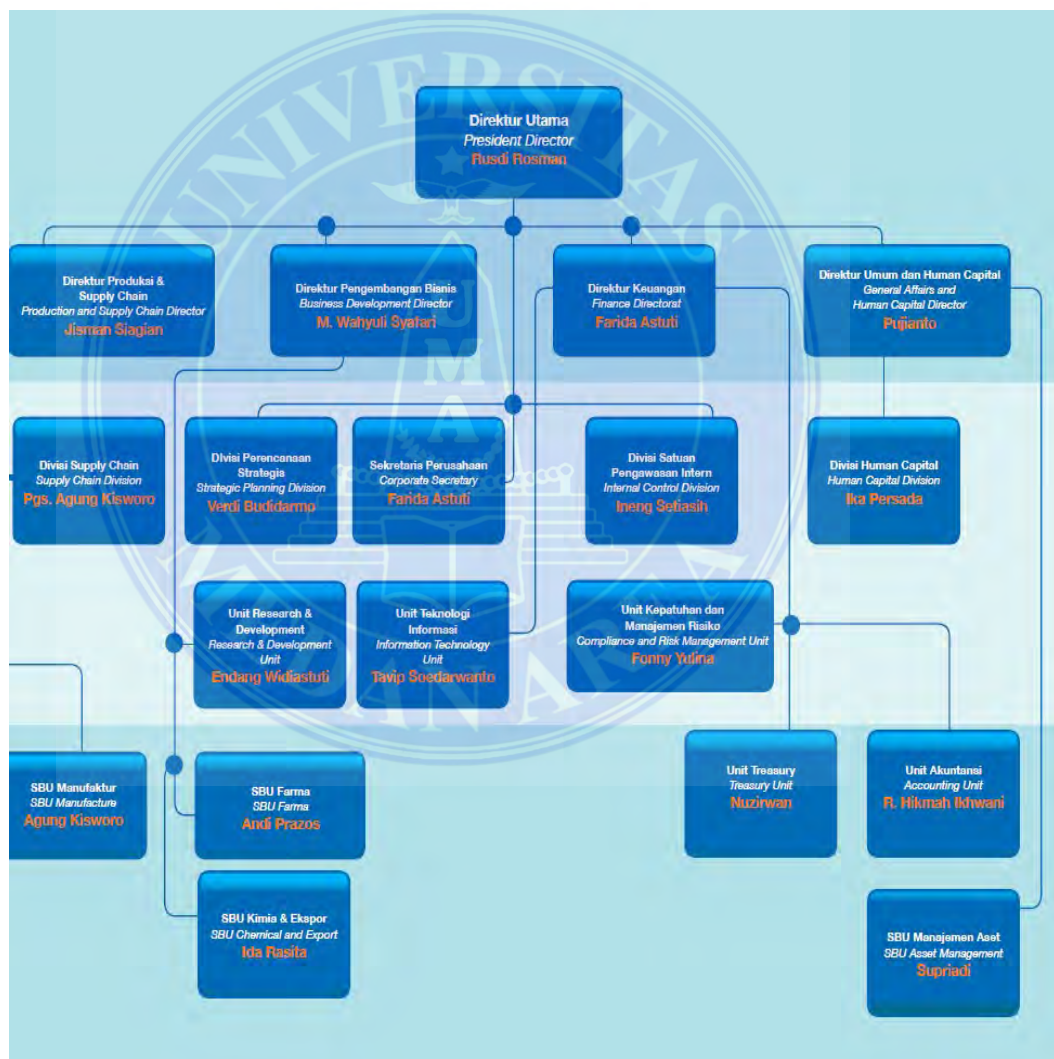 Direktur Utama
President Director
Rusdi Rosman
Direktur Produksi &
Supply Chain
Production and Supply Chain Director
Jisman Siagian
Direktur Pengembangan Bisnis
Business Development Director
M. Wahyuli Syafari
Direktur Keuangan
Finance Directorat
Farida Astuti
Direktur Umum dan Human Capital
General Affairs and
Human Capital Director
Pujianto
Divisi Supply Chain
Supply Chain Division
Pgs. Agung Kisworo
DIvisi Perencanaan
Strategia
Strategic Planning Division
Verdi Budidarmo
Sekretaris Perusahaan
Corporate Secretary
Farida Astuti
Divisi Satuan
Pengawasan Intern
Internal Control Division
Ineng Setiasih
Divisi Human Capital
Human Capital Division
Ika Persada
Unit Research &
Development
Research & Development
Unit
Endang Widiastuti
Unit Teknologi
Informasi
Information Technology
Unit
Tavip Soedarwanto
Unit Kepatuhan dan
Manajemen Risiko
Compliance and Risk Management Unit
Fonny Yulina
SBU Manufaktur
SBU Manufacture
Agung Kisworo
SBU Farma
SBU Farma
Andi Prazos
Unit Treasury
Treasury Unit
Nuzirwan
Unit Akuntansi
Accounting Unit
R. Hikmah Ikhwani
SBU Kimia & Ekspor
SBU Chemical and Export
Ida Rasita
SBU Manajemen Aset
SBU Asset Management
Supriadi
UNIVERSITAS
MEDAN AREA
UMA